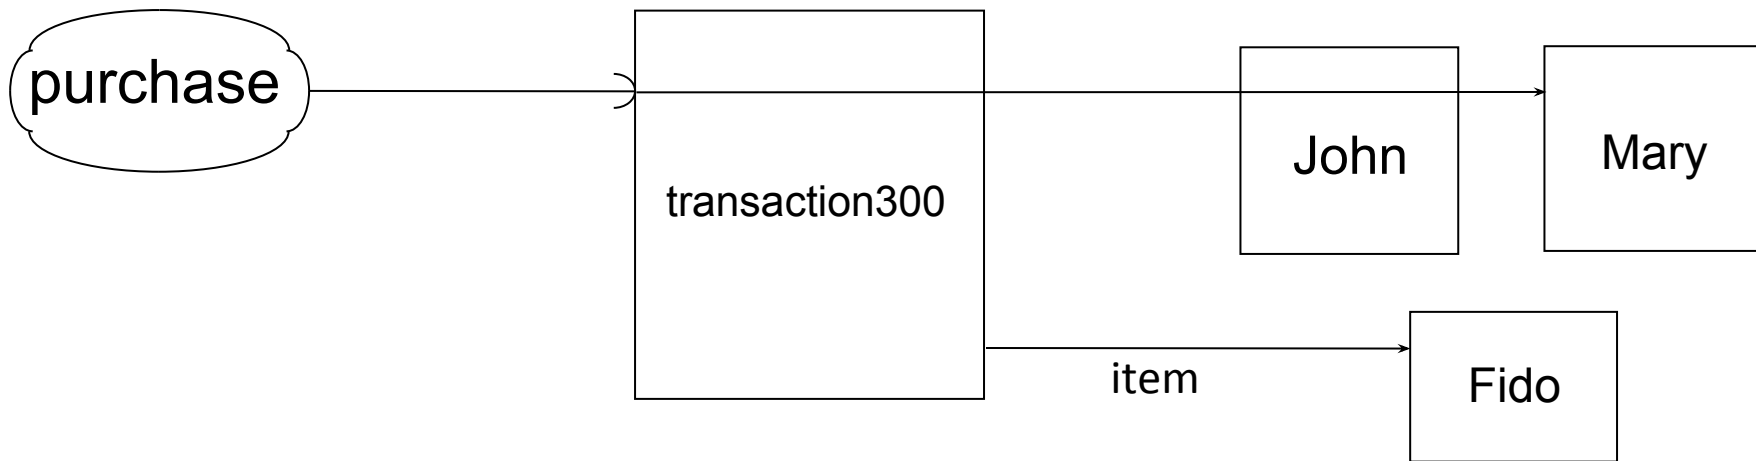 purchase
transaction300
John
Mary
item
Fido